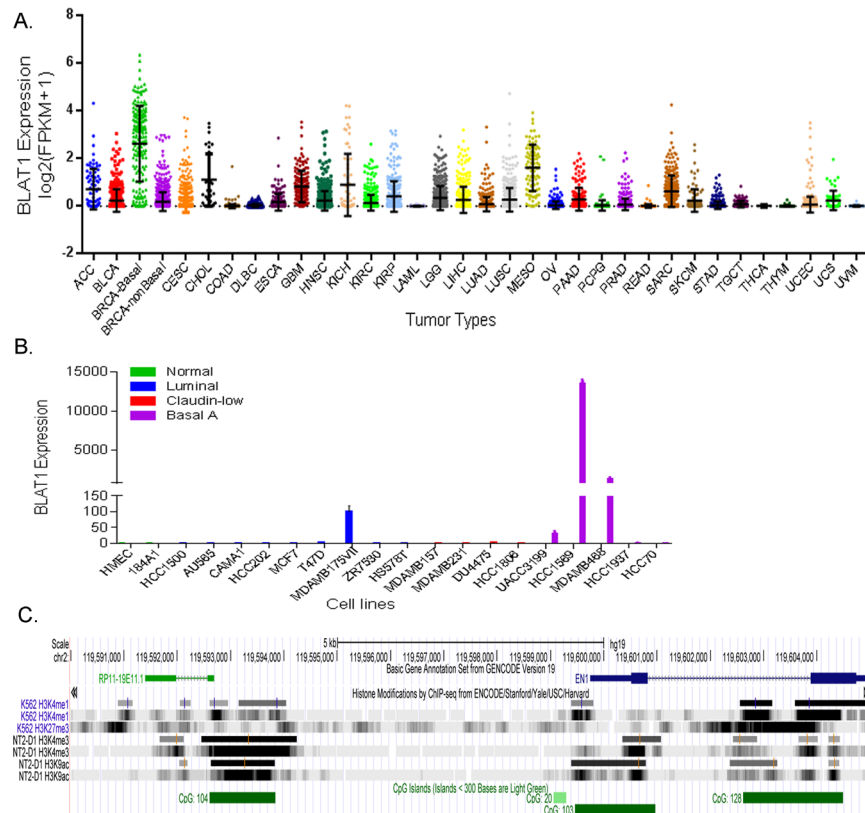 A.
BLAT1 Expression
log2(FPKM+1)
8
6
4
2
0
-2
ACC
BLCA
BRCA-Basal
BRCA-nonBasal
CESC
CHOL
COAD
DLBC
ESCA
GBM
HNSC
KICH
KIRC
KIRP
LAML
LGG
LIHC
LUAD
LUSC
MESO
OV
PAAD
PCPG
PRAD
READ
SARC
SKCM
STAD
TGCT
THCA
THYM
UCEC
UCS
UVM
Tumor Types
B.
BLAT1 Expression
15000
10000
5000
150
100
50
0
Normal
Luminal
Claudin-low
Basal A
HMEC
184A1
HCC1500
AU565
CAMA1
HCC202
MCF7
T47D
MDAMB175VII
ZR7530
HS578T
MDAMB157
MDAMB231
DU4475
HCC1806
UACC3199
HCC1569
MDAMB468
HCC1937
HCC70
Cell lines
C.
Scale
5 kb
hg19
chr2:
119,591,000
119,592,000
119,593,000
119,594,000
119,595,000
119,596,000
119,597,000
119,598,000
119,599,000
119,600,000
119,601,000
119,602,000
119,603,000
119,604,000
Basic Gene Annotation Set from GENCODE Version 19
RP11-19E11.1
EN1
Histone Modifications by ChIP-seq from ENCODE/Stanford/Yale/USC/Harvard
K562 H3K4me1
K562 H3K4me1
K562 H3K27me3
NT2-D1 H3K4me3
NT2-D1 H3K4me3
NT2-D1 H3K9ac
NT2-D1 H3K9ac
CpG Islands (Islands < 300 Bases are Light Green)
CpG: 104
CpG: 20
CpG: 128
CpG: 103